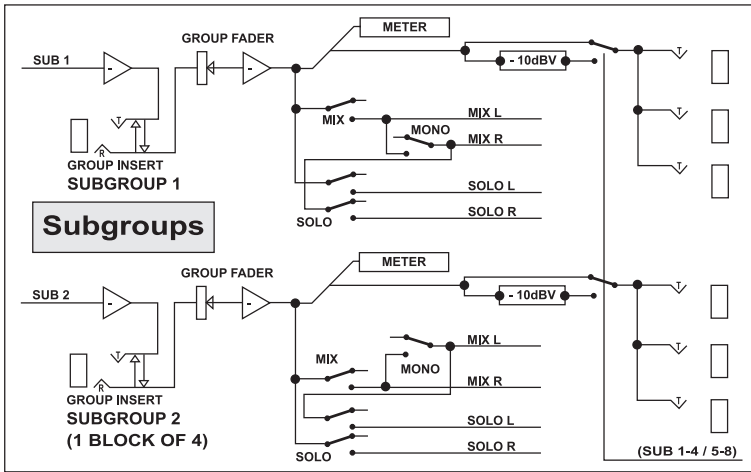 METER
GROUP FADER
SUB 1
- 10dBV
-
-
T
MIX
MIX L
MONO
MIX R
T
R
GROUP INSERT
SUBGROUP 1
SOLO L
SOLO
SOLO R
T
T
Subgroups
METER
GROUP FADER
SUB 2
- 10dBV
-
-
T
MIX L
MIX
MONO
MIX R
T
R
GROUP INSERT
SUBGROUP 2
(1 BLOCK OF 4)
SOLO L
SOLO
SOLO R
T
T
(SUB 1-4 / 5-8)